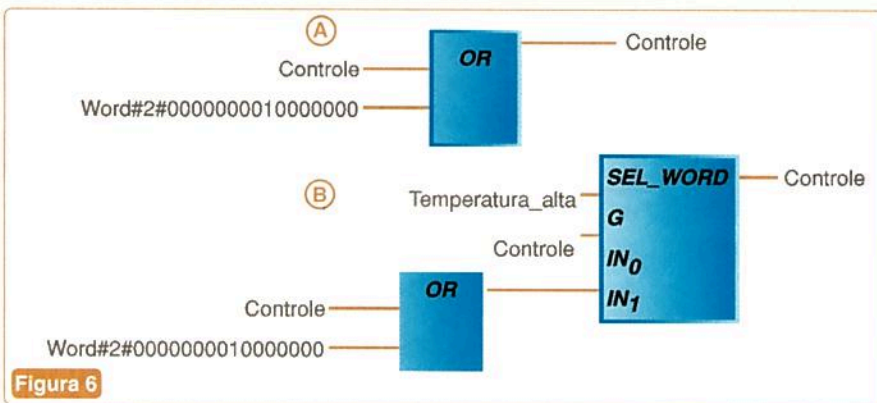 A
OR
Controle
Controle
Word#2#0000000010000000
B
SEL_WORD
Controle
Temperatura_alta
G
Controle
IN0
IN1
OR
Controle
Word#2#0000000010000000
Figura 6